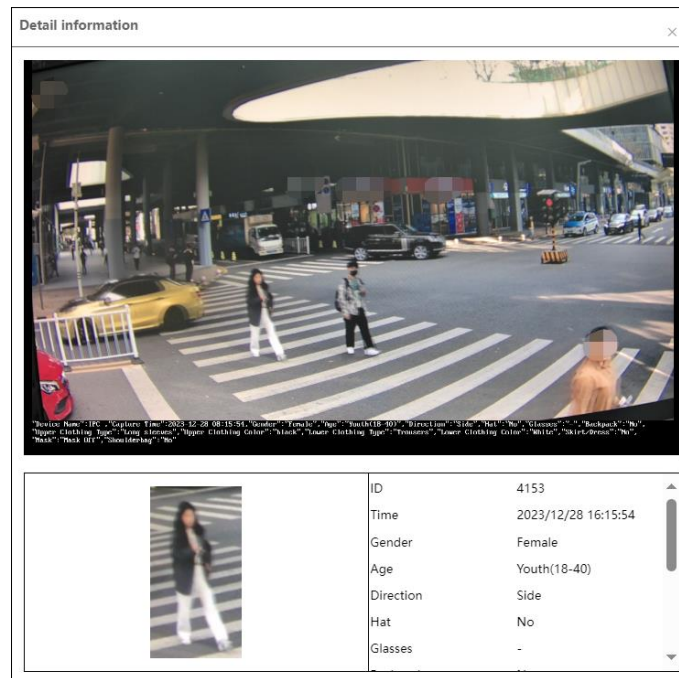 Detail information
×
"Device Name":IPC ,"Capture Time":2023-12-28 08:15:54,"Gender":"Female","Age":"Youth(18-40)","Direction":"Side","Hat":"No","Glasses":"-","Backpack":"No",
"Upper Clothing Type":"Long sleeves","Upper Clothing Color":"black","Lower Clothing Type":"Trousers","Lower Clothing Color":"White","Skirt/Dress":"No",
"Mask":"Mask Off","Shoulderbag":"No"
ID 4153
Time 2023/12/28 16:15:54
Gender Female
Age Youth(18-40)
Direction Side
Hat No
Glasses -